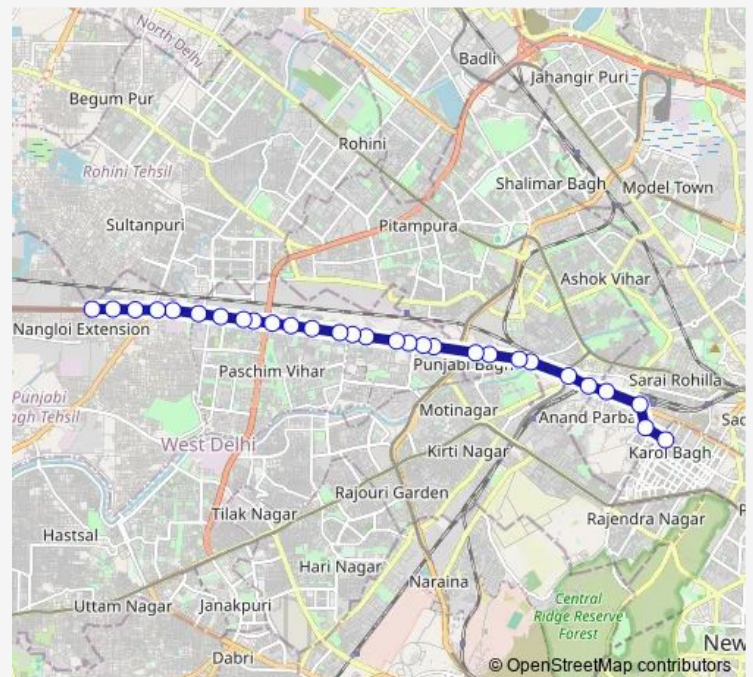 North Delhi
Badli
Jahangir Puri
Begum Pur
Rohini
Rohini Tehsil
Shalimar Bagh
Model Town
Sultanpuri
Pitampura
Ashok Vihar
Nangloi Extension
Punjabi Bagh
Paschim Vihar
Sarai Rohilla
Punjabi
agh Tehsil
Motinagar
Anand Parba
Sac
West Delhi
Kirti Nagar
Karol Bagh
Rajouri Garden
Tilak Nagar
Rajendra Nagar
Hastsal
Hari Nagar
Naraina
Uttam Nagar
Janakpuri
Central
Ridge Reserve
Forest
Dabri
New
© OpenStreetMap contributors